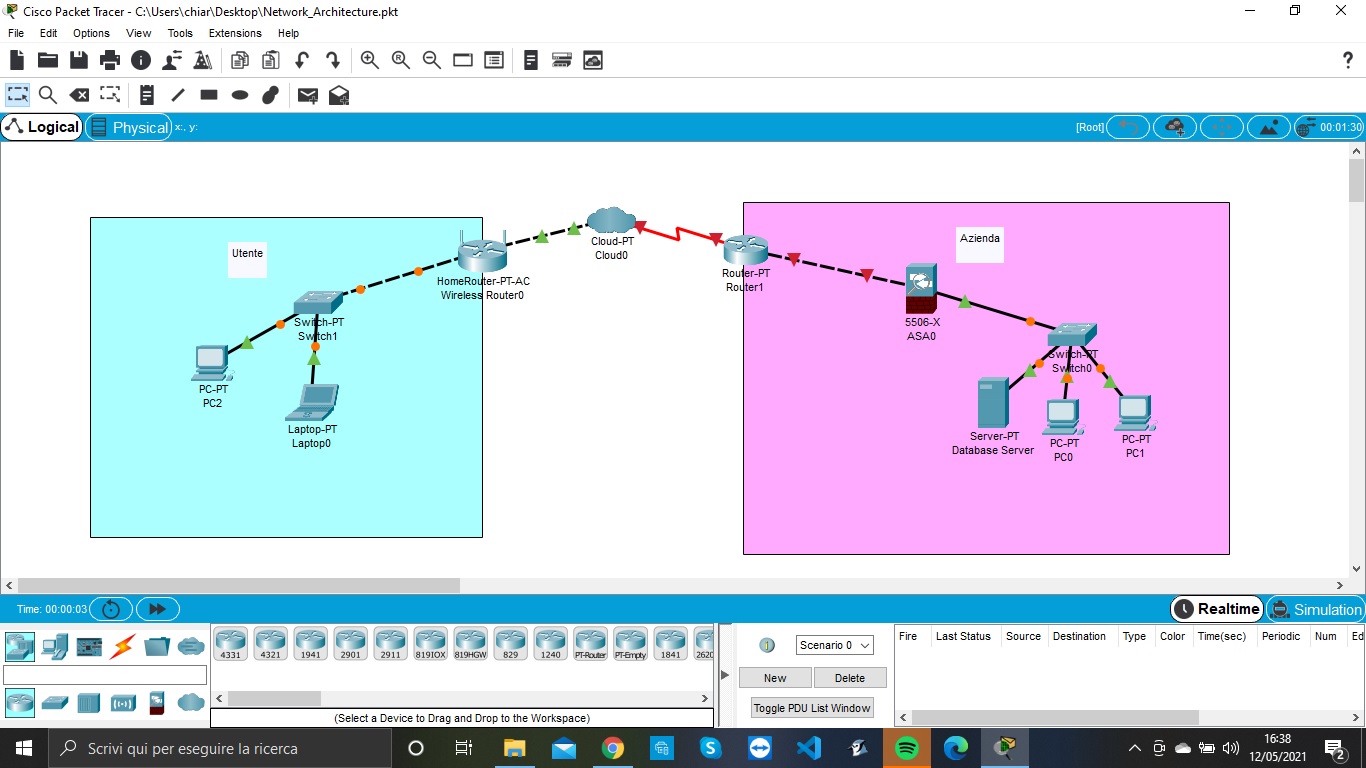 Cisco Packet Tracer - C:\Users\chiar\Desktop\Network_Architecture.pkt
File Edit Options View Tools Extensions Help
?
Logical Physical x:, y: [Root] 00:01:30
Utente
Azienda
Cloud-PT
Cloud0
HomeRouter-PT-AC
Wireless Router0
Router-PT
Router1
Switch-PT
Switch1
5506-X
ASA0
Switch-PT
Switch0
PC-PT
PC2
Laptop-PT
Laptop0
Server-PT
Database Server
PC-PT
PC0
PC-PT
PC1
Time: 00:00:03 Realtime Simulation
4331 4321 1941 2901 2911 819IOX 819HGW 829 1240 PT-Router PT-Empty 1841 2620
(Select a Device to Drag and Drop to the Workspace)
Scenario 0
New Delete
Toggle PDU List Window
Fire Last Status Source Destination Type Color Time(sec) Periodic Num Ed
Scrivi qui per eseguire la ricerca
16:38
12/05/2021
2